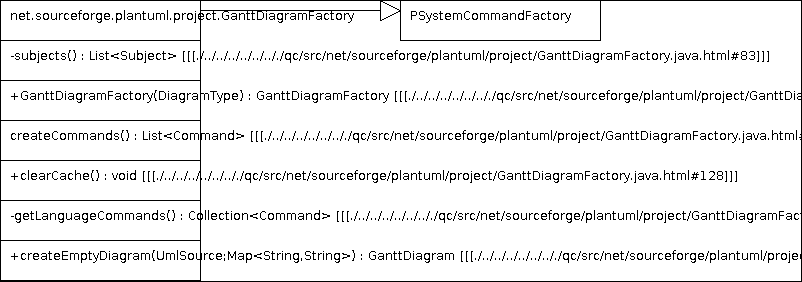 net.sourceforge.plantuml.project.GanttDiagramFactory
PSystemCommandFactory
-subjects() : List<Subject> [[[./../../../../../../../qc/src/net/sourceforge/plantuml/project/GanttDiagramFactory.java.html#83]]]
+GanttDiagramFactory(DiagramType) : GanttDiagramFactory [[[./../../../../../../../qc/src/net/sourceforge/plantuml/project/GanttDia
createCommands() : List<Command> [[[./../../../../../../../qc/src/net/sourceforge/plantuml/project/GanttDiagramFactory.java.html#
+clearCache() : void [[[./../../../../../../../qc/src/net/sourceforge/plantuml/project/GanttDiagramFactory.java.html#128]]]
-getLanguageCommands() : Collection<Command> [[[./../../../../../../../qc/src/net/sourceforge/plantuml/project/GanttDiagramFact
+createEmptyDiagram(UmlSource;Map<String,String>) : GanttDiagram [[[./../../../../../../../qc/src/net/sourceforge/plantuml/projec